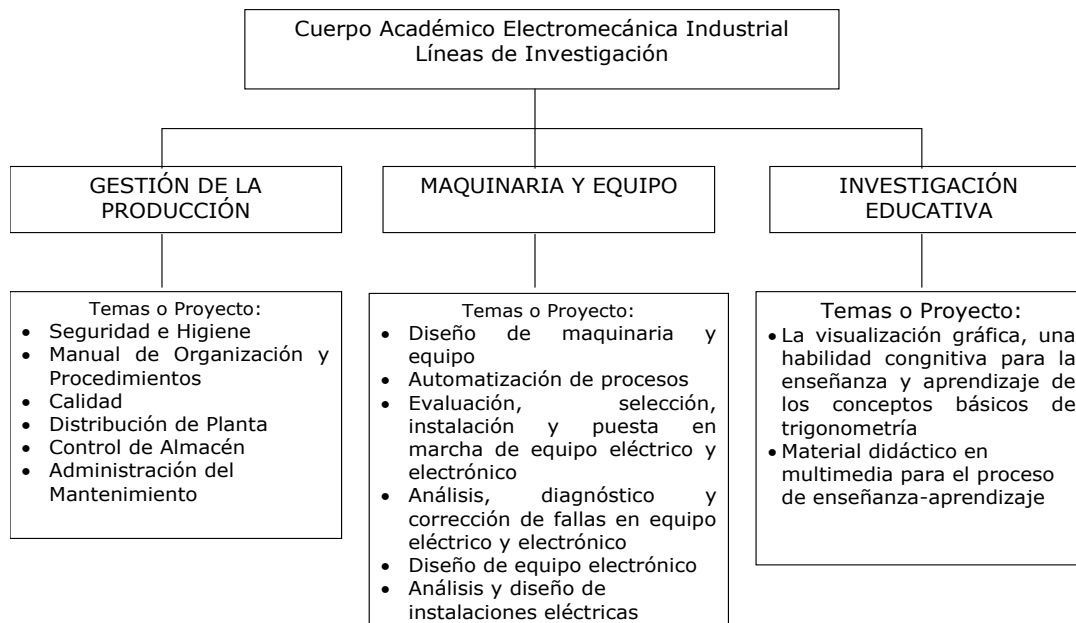 Cuerpo Académico Electromecánica Industrial
Líneas de Investigación
GESTIÓN DE LA
PRODUCCIÓN
MAQUINARIA Y EQUIPO
INVESTIGACIÓN
EDUCATIVA
Temas o Proyecto:
• Seguridad e Higiene
• Manual de Organización y
Procedimientos
• Calidad
• Distribución de Planta
• Control de Almacén
• Administración del
Mantenimiento
Temas o Proyecto:
• Diseño de maquinaria y
equipo
• Automatización de procesos
• Evaluación, selección,
instalación y puesta en
marcha de equipo eléctrico y
electrónico
• Análisis, diagnóstico y
corrección de fallas en equipo
eléctrico y electrónico
• Diseño de equipo electrónico
• Análisis y diseño de
instalaciones eléctricas
Temas o Proyecto:
• La visualización gráfica, una
habilidad congnitiva para la
enseñanza y aprendizaje de
los conceptos básicos de
trigonometría
• Material didáctico en
multimedia para el proceso
de enseñanza-aprendizaje